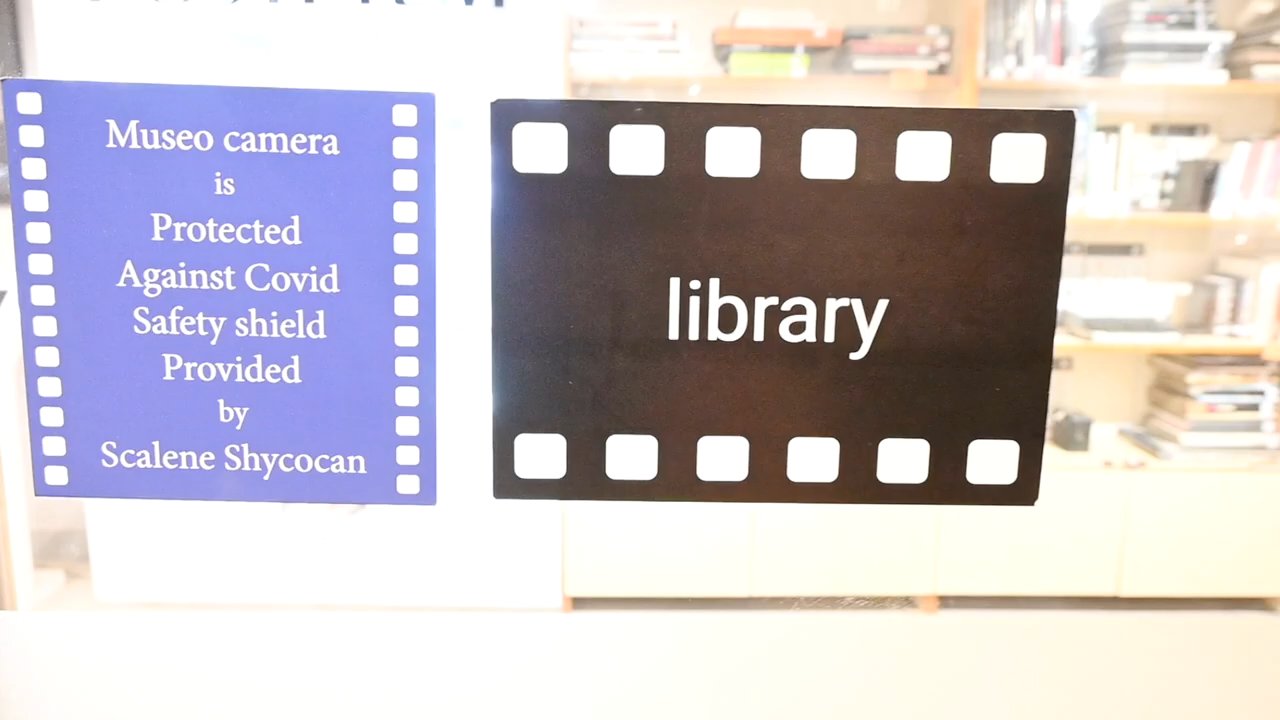 Museo camera
is
Protected
Against Covid
Safety shield
Provided
by
Scalene Shycocan
library